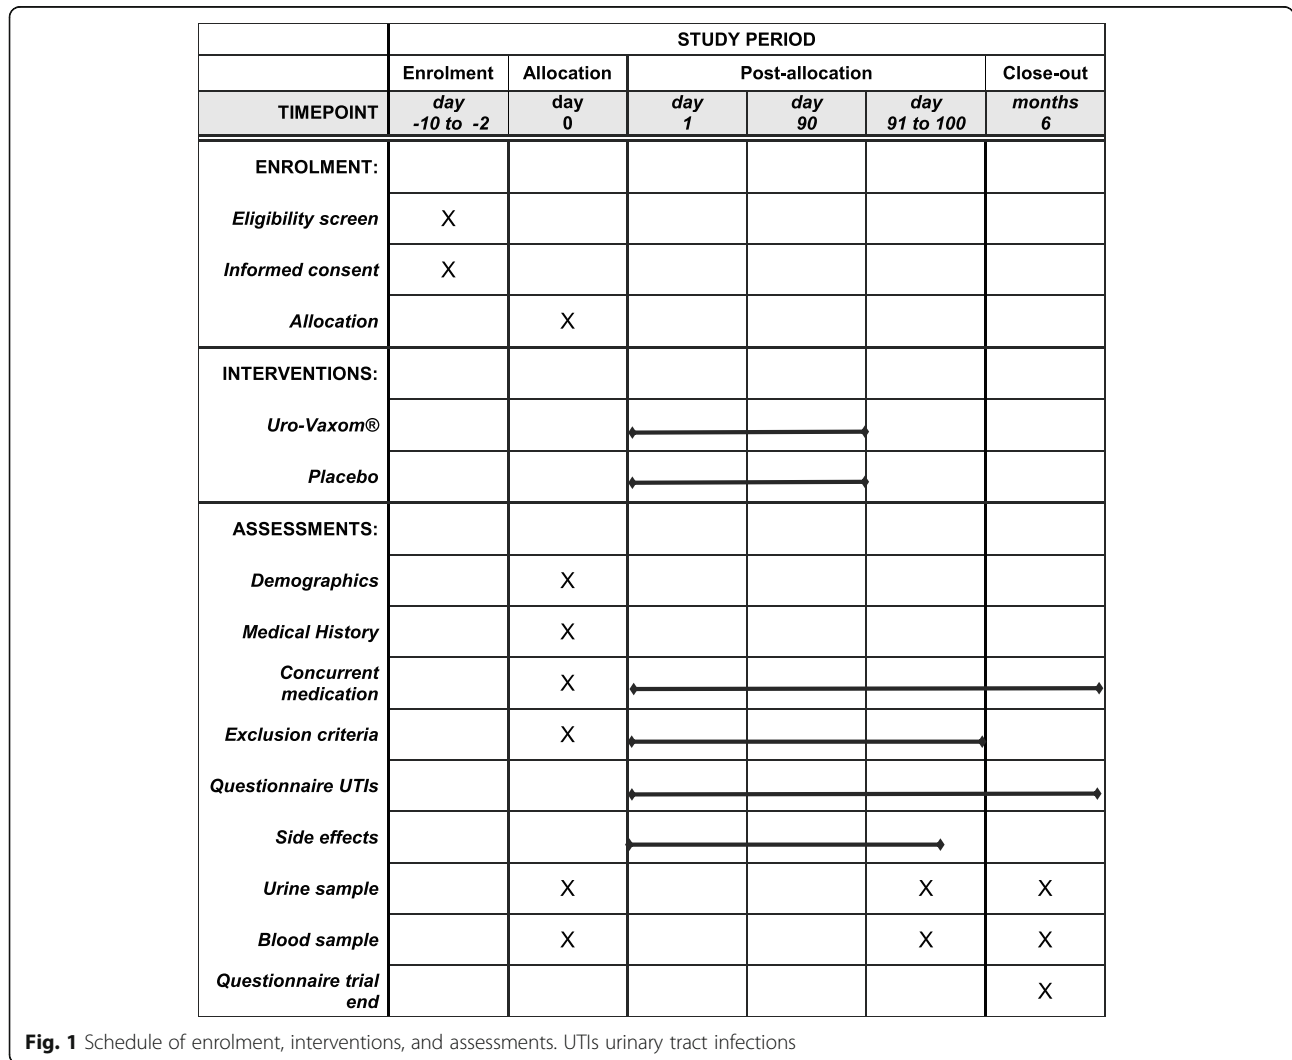 STUDY PERIOD
Enrolment Allocation Post-allocation Close-out
TIMEPOINT day -10 to -2 day 0 day 1 day 90 day 91 to 100 months 6
ENROLMENT:
Eligibility screen X
Informed consent X
Allocation X
INTERVENTIONS:
Uro-Vaxom®
Placebo
ASSESSMENTS:
Demographics X
Medical History X
Concurrent
medication X
Exclusion criteria X
Questionnaire UTIs
Side effects
Urine sample X X X
Blood sample X X X
Questionnaire trial
end X
Fig. 1 Schedule of enrolment, interventions, and assessments. UTIs urinary tract infections